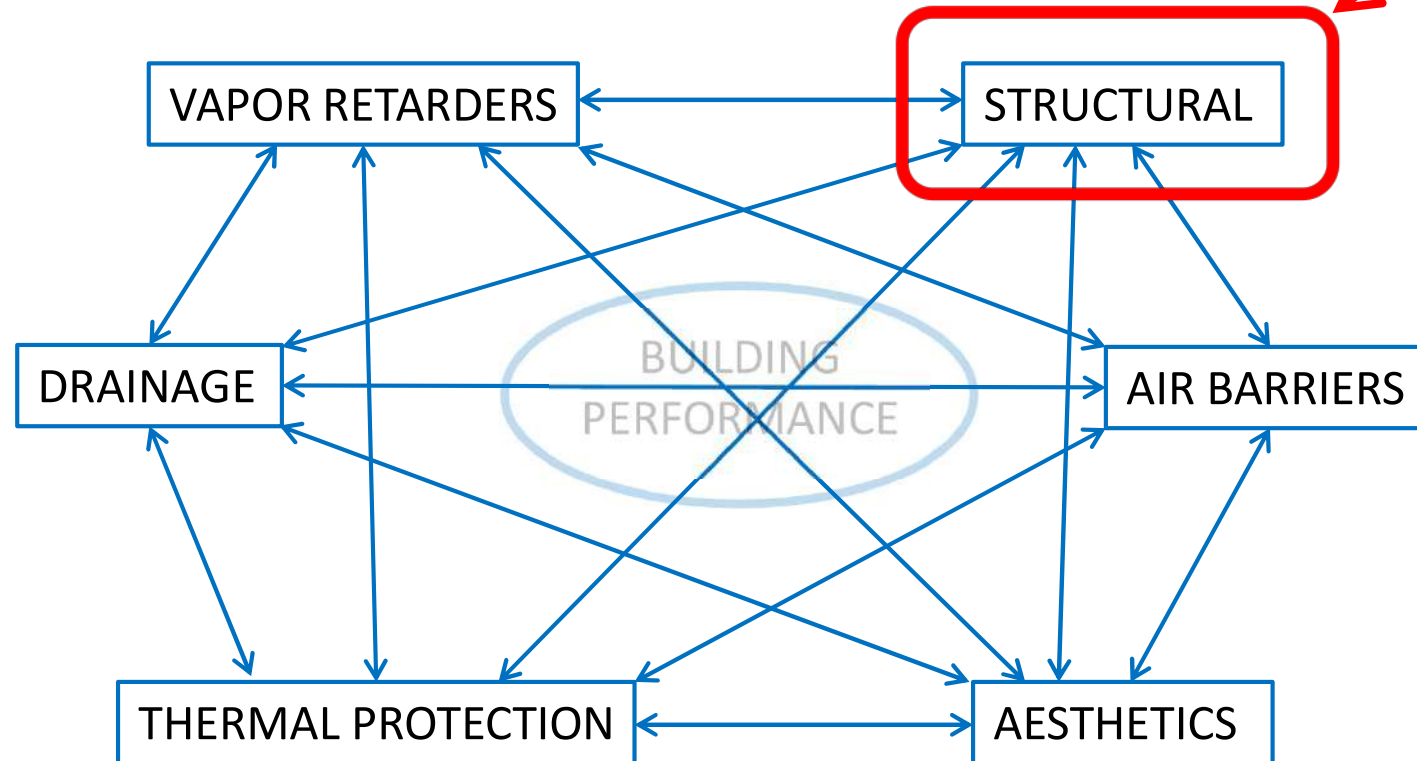 VAPOR RETARDERS
STRUCTURAL
BUILDING
PERFORMANCE
DRAINAGE
AIR BARRIERS
THERMAL PROTECTION
AESTHETICS